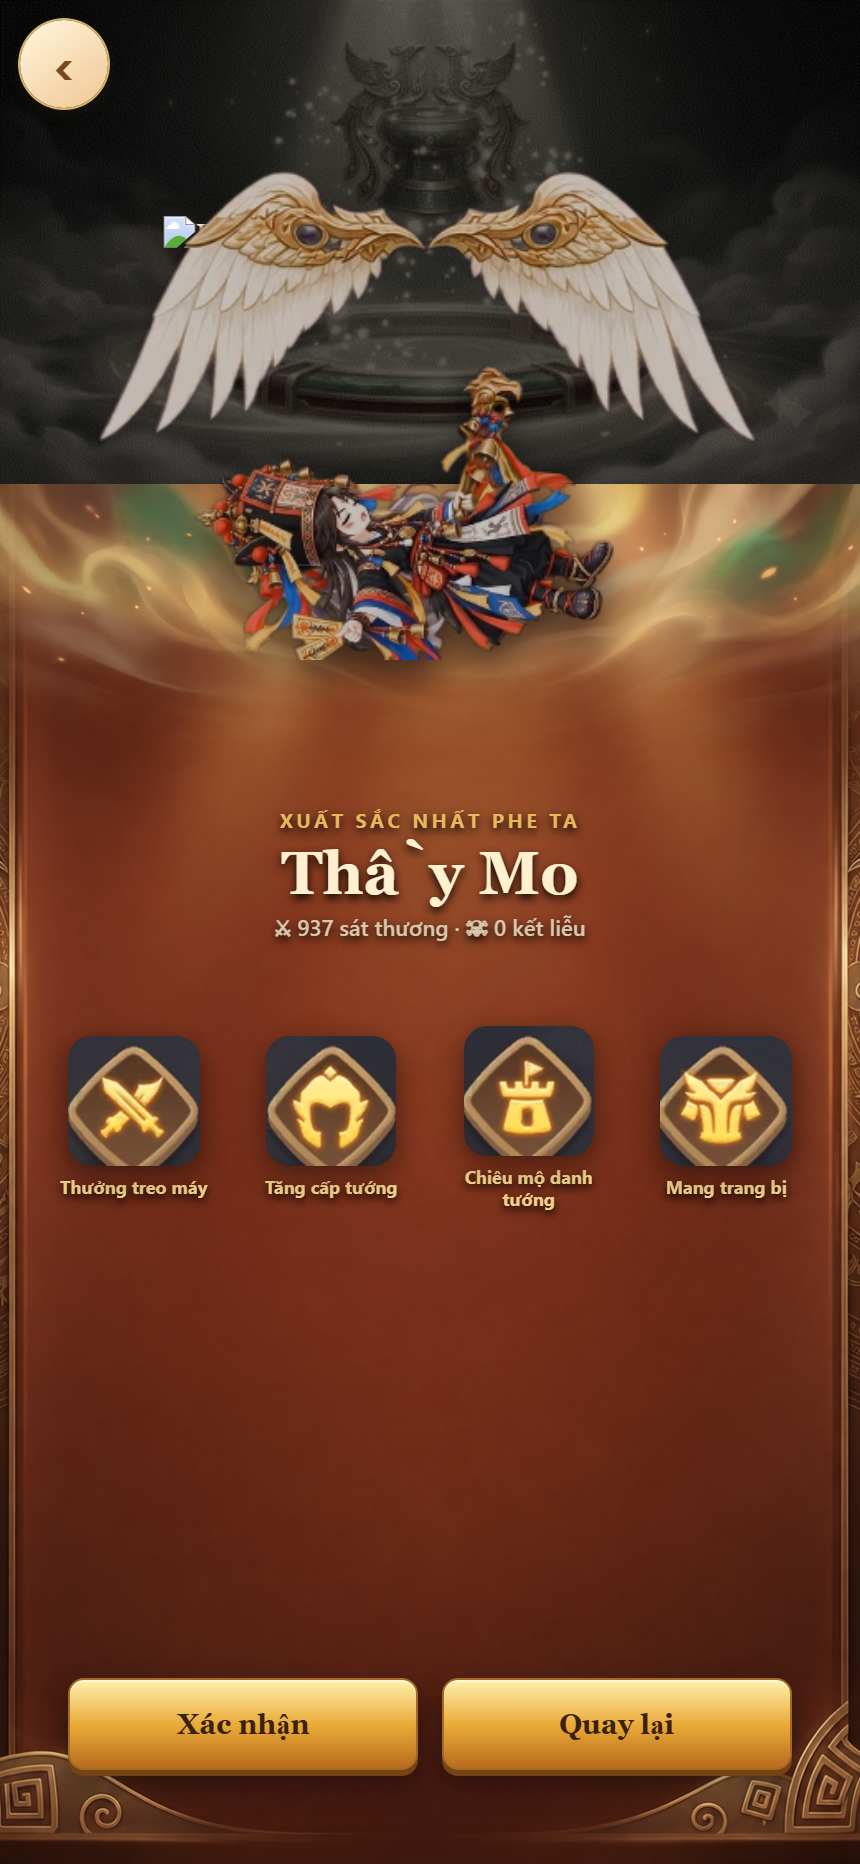 ‹
XUẤT SẮC NHẤT PHE TA
Thầy Mo
⚔ 937 sát thương · ☠ 0 kết liễu
Thưởng treo máy
Tăng cấp tướng
Chiêu mộ danh
tướng
Mang trang bị
Xác nhận
Quay lại